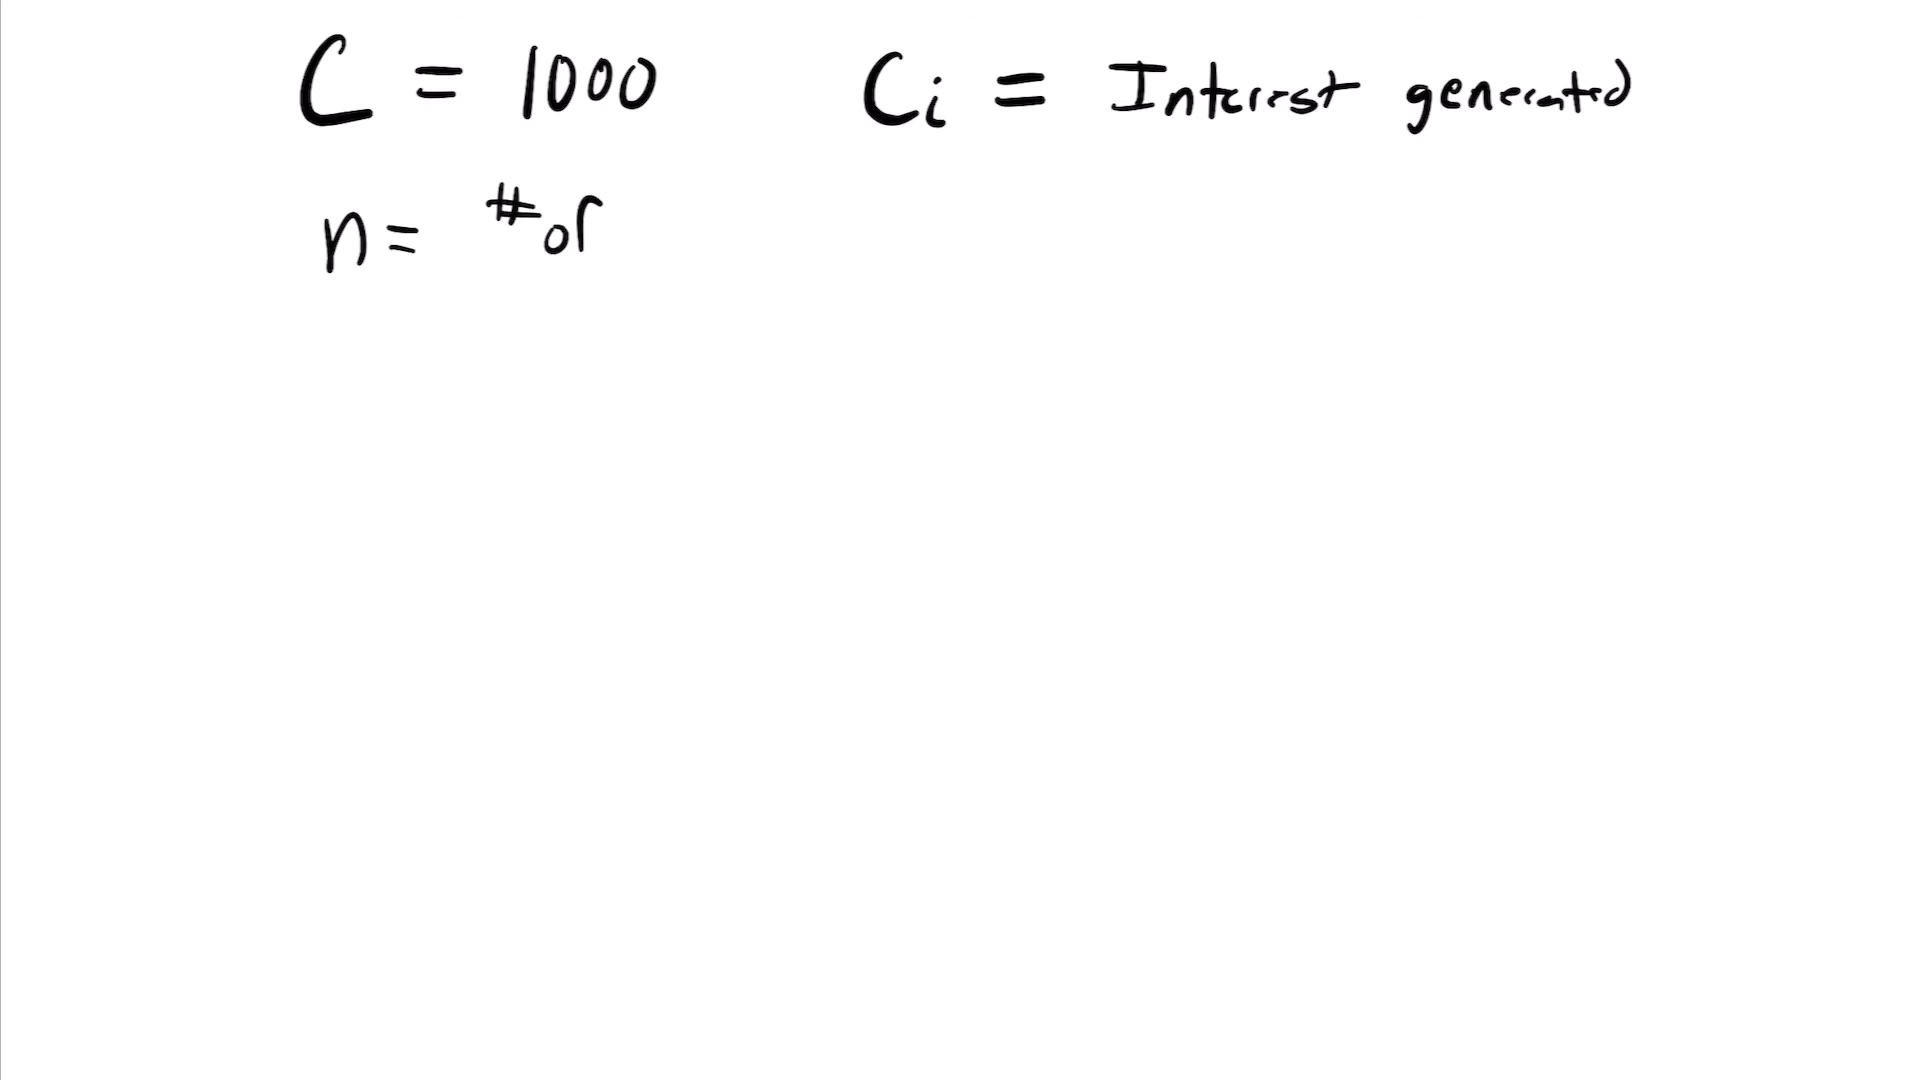 C = 1000 Ci = Interest generated
n = # of